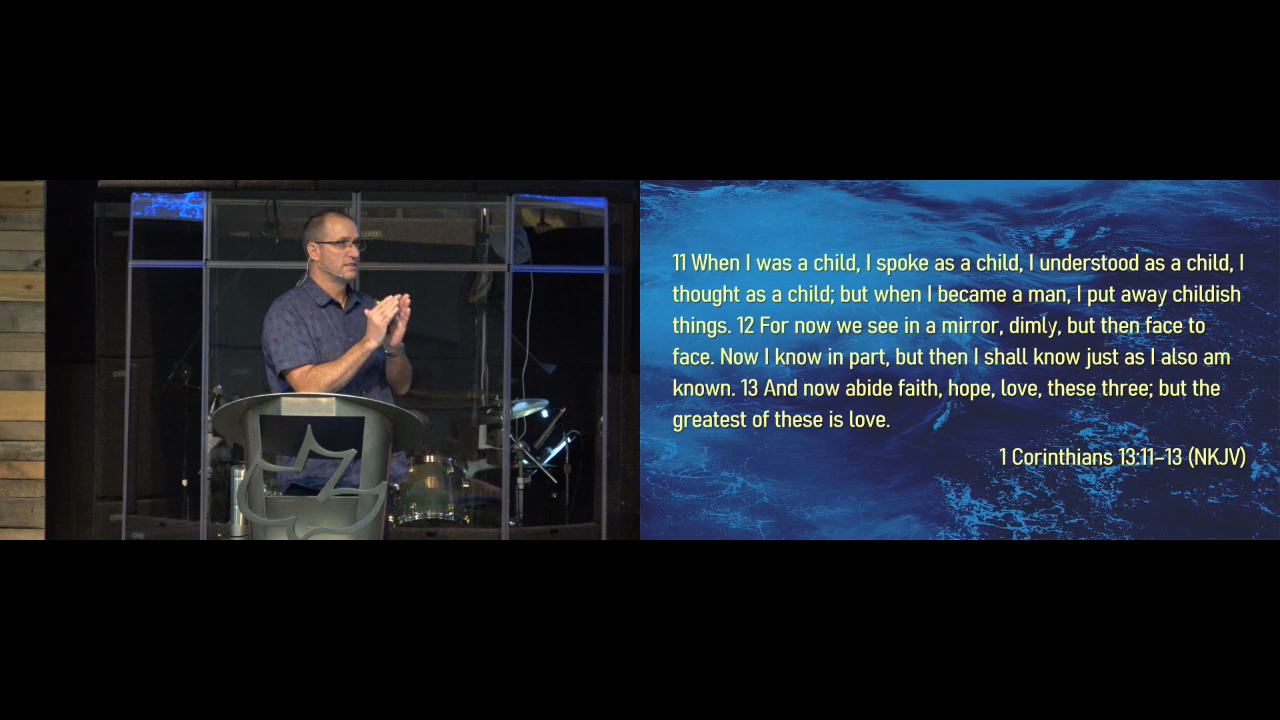 11 When I was a child, I spoke as a child, I understood as a child, I
thought as a child; but when I became a man, I put away childish
things. 12 For now we see in a mirror, dimly, but then face to
face. Now I know in part, but then I shall know just as I also am
known. 13 And now abide faith, hope, love, these three; but the
greatest of these is love.
1 Corinthians 13:11-13 (NKJV)